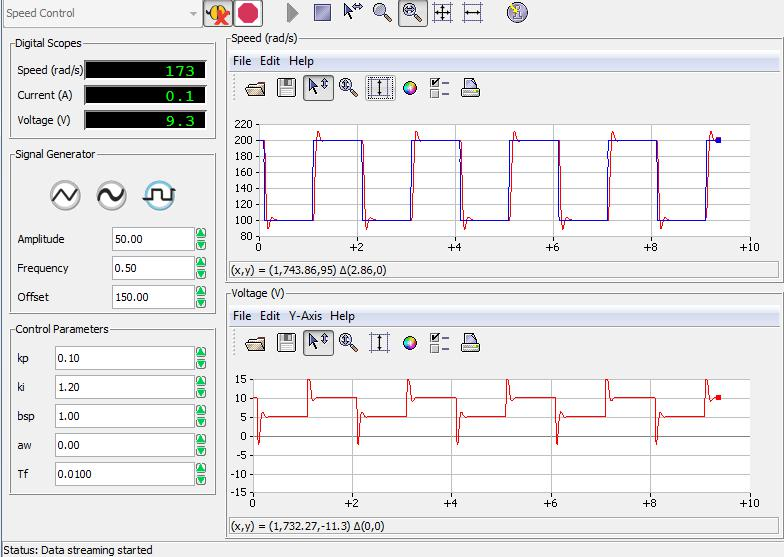 Speed Control
Digital Scopes
Speed (rad/s) 173
Current (A) 0.1
Voltage (V) 9.3
Signal Generator
Amplitude 50.00
Frequency 0.50
Offset 150.00
Control Parameters
kp 0.10
ki 1.20
bsp 1.00
aw 0.00
Tf 0.0100
Speed (rad/s)
File Edit Help
220
200
180
160
140
120
100
80
0 +2 +4 +6 +8 +10
(x,y) = (1,743.86,95) Δ(2.86,0)
Voltage (V)
File Edit Y-Axis Help
15
10
5
0
-5
-10
-15
0 +2 +4 +6 +8 +10
(x,y) = (1,732.27,-11.3) Δ(0,0)
Status: Data streaming started